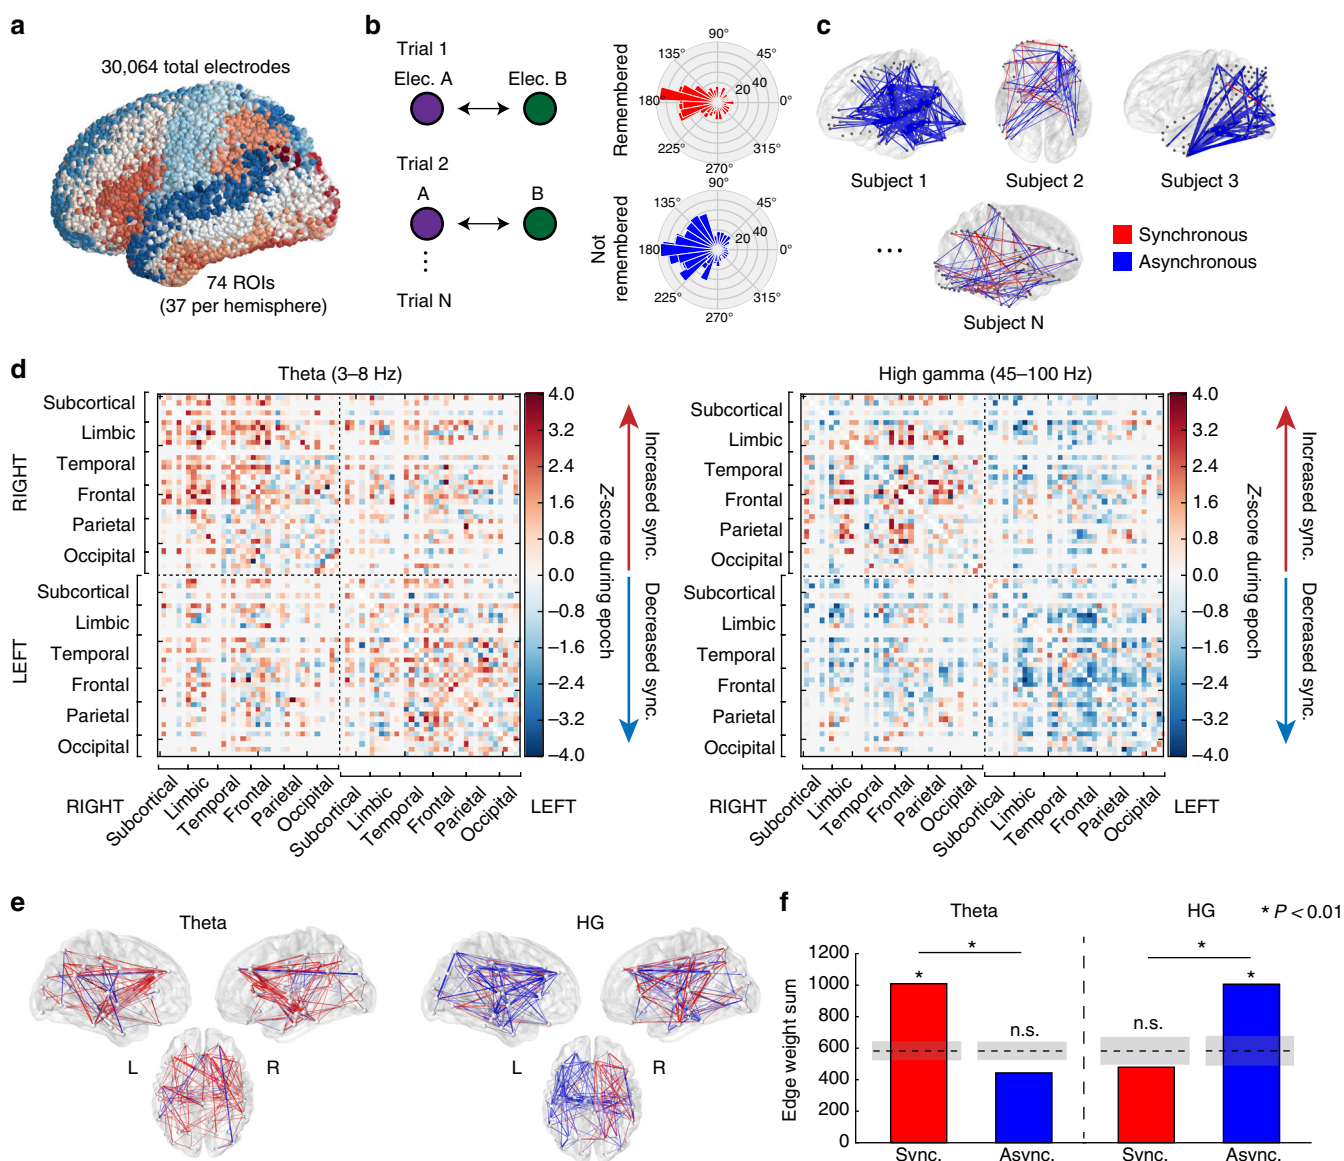 a
30,064 total electrodes
74 ROIs
(37 per hemisphere)
b
Trial 1
Elec. A
Elec. B
Trial 2
A
B
Trial N
Remembered
90°
135°
45°
180°
20
40
0°
225°
315°
270°
Not
remembered
90°
135°
45°
180°
20
40
0°
225°
315°
270°
c
Subject 1
Subject 2
Subject 3
...
Subject N
Synchronous
Asynchronous
d
Theta (3–8 Hz)
RIGHT
Subcortical
Limbic
Temporal
Frontal
Parietal
Occipital
LEFT
Subcortical
Limbic
Temporal
Frontal
Parietal
Occipital
RIGHT
Subcortical
Limbic
Temporal
Frontal
Parietal
Occipital
Subcortical
Limbic
Temporal
Frontal
Parietal
Occipital
LEFT
4.0
3.2
2.4
1.6
0.8
0.0
–0.8
–1.6
–2.4
–3.2
–4.0
Z-score during epoch
Increased sync.
Decreased sync.
High gamma (45–100 Hz)
Subcortical
Limbic
Temporal
Frontal
Parietal
Occipital
Subcortical
Limbic
Temporal
Frontal
Parietal
Occipital
RIGHT
Subcortical
Limbic
Temporal
Frontal
Parietal
Occipital
Subcortical
Limbic
Temporal
Frontal
Parietal
Occipital
LEFT
4.0
3.2
2.4
1.6
0.8
0.0
–0.8
–1.6
–2.4
–3.2
–4.0
Z-score during epoch
Increased sync.
Decreased sync.
e
Theta
L
R
HG
L
R
f
Theta
HG
* P < 0.01
Edge weight sum
1200
1000
800
600
400
200
0
*
*
n.s.
*
n.s.
*
Sync.
Async.
Sync.
Async.